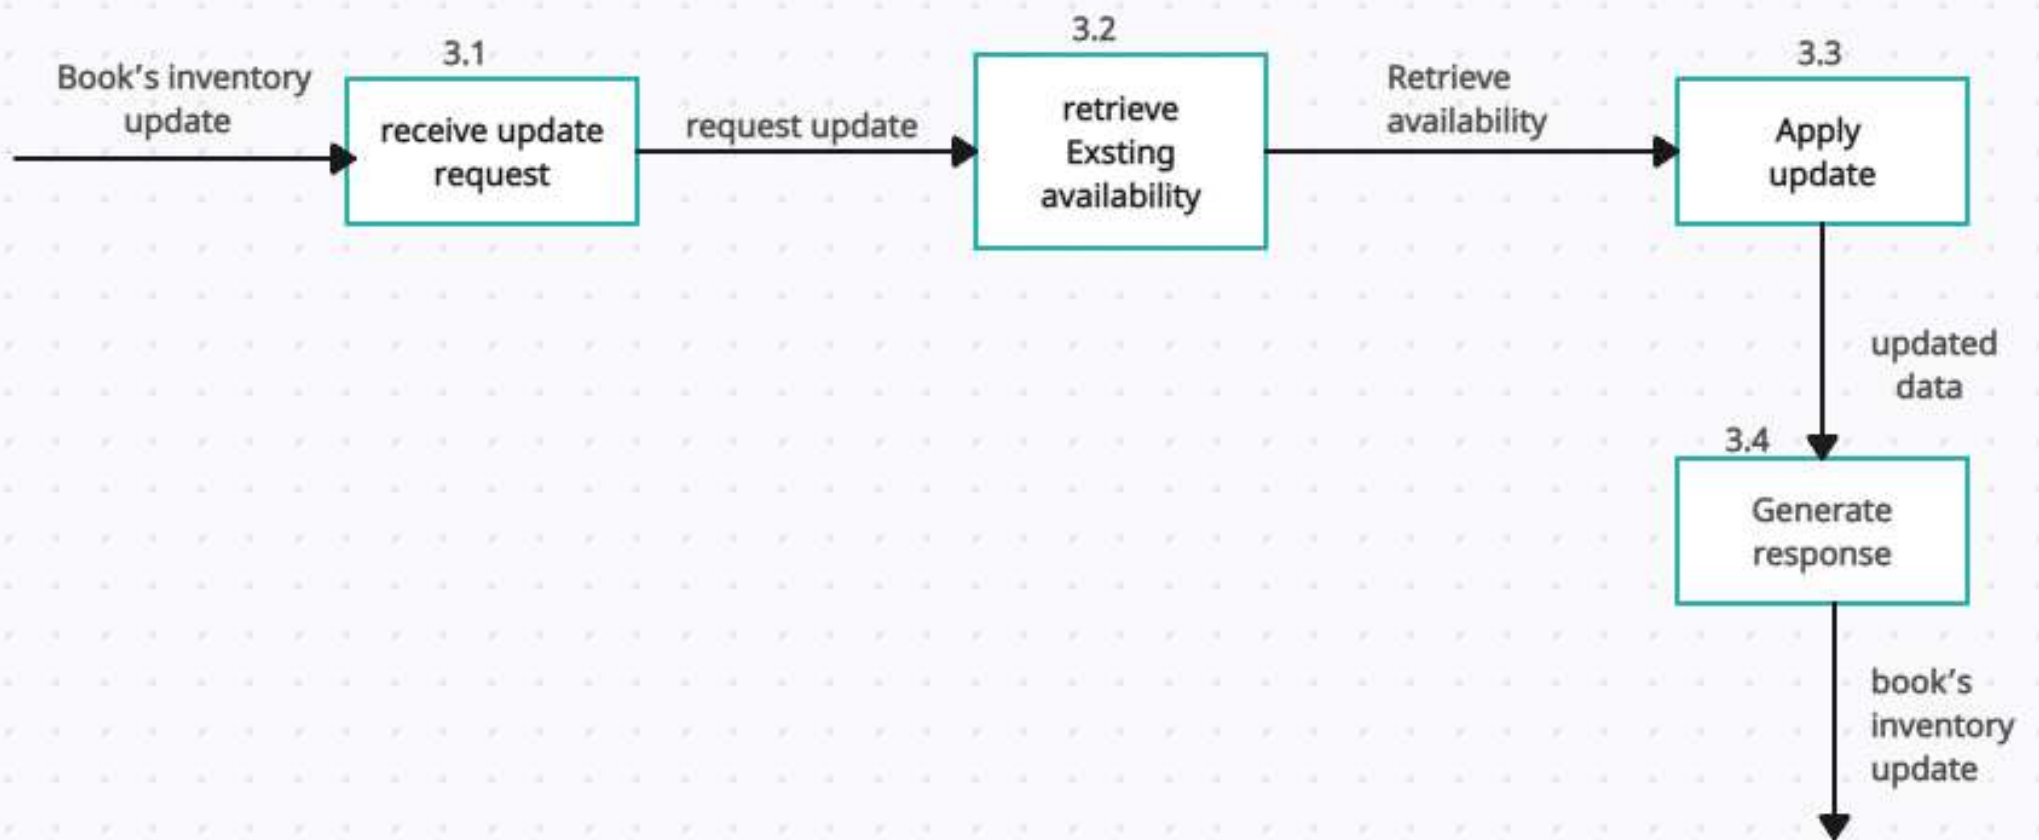 Book’s inventory
update
3.1
receive update
request
request update
3.2
retrieve
Exsting
availability
Retrieve
availability
3.3
Apply
update
updated
data
3.4
Generate
response
book’s
inventory
update